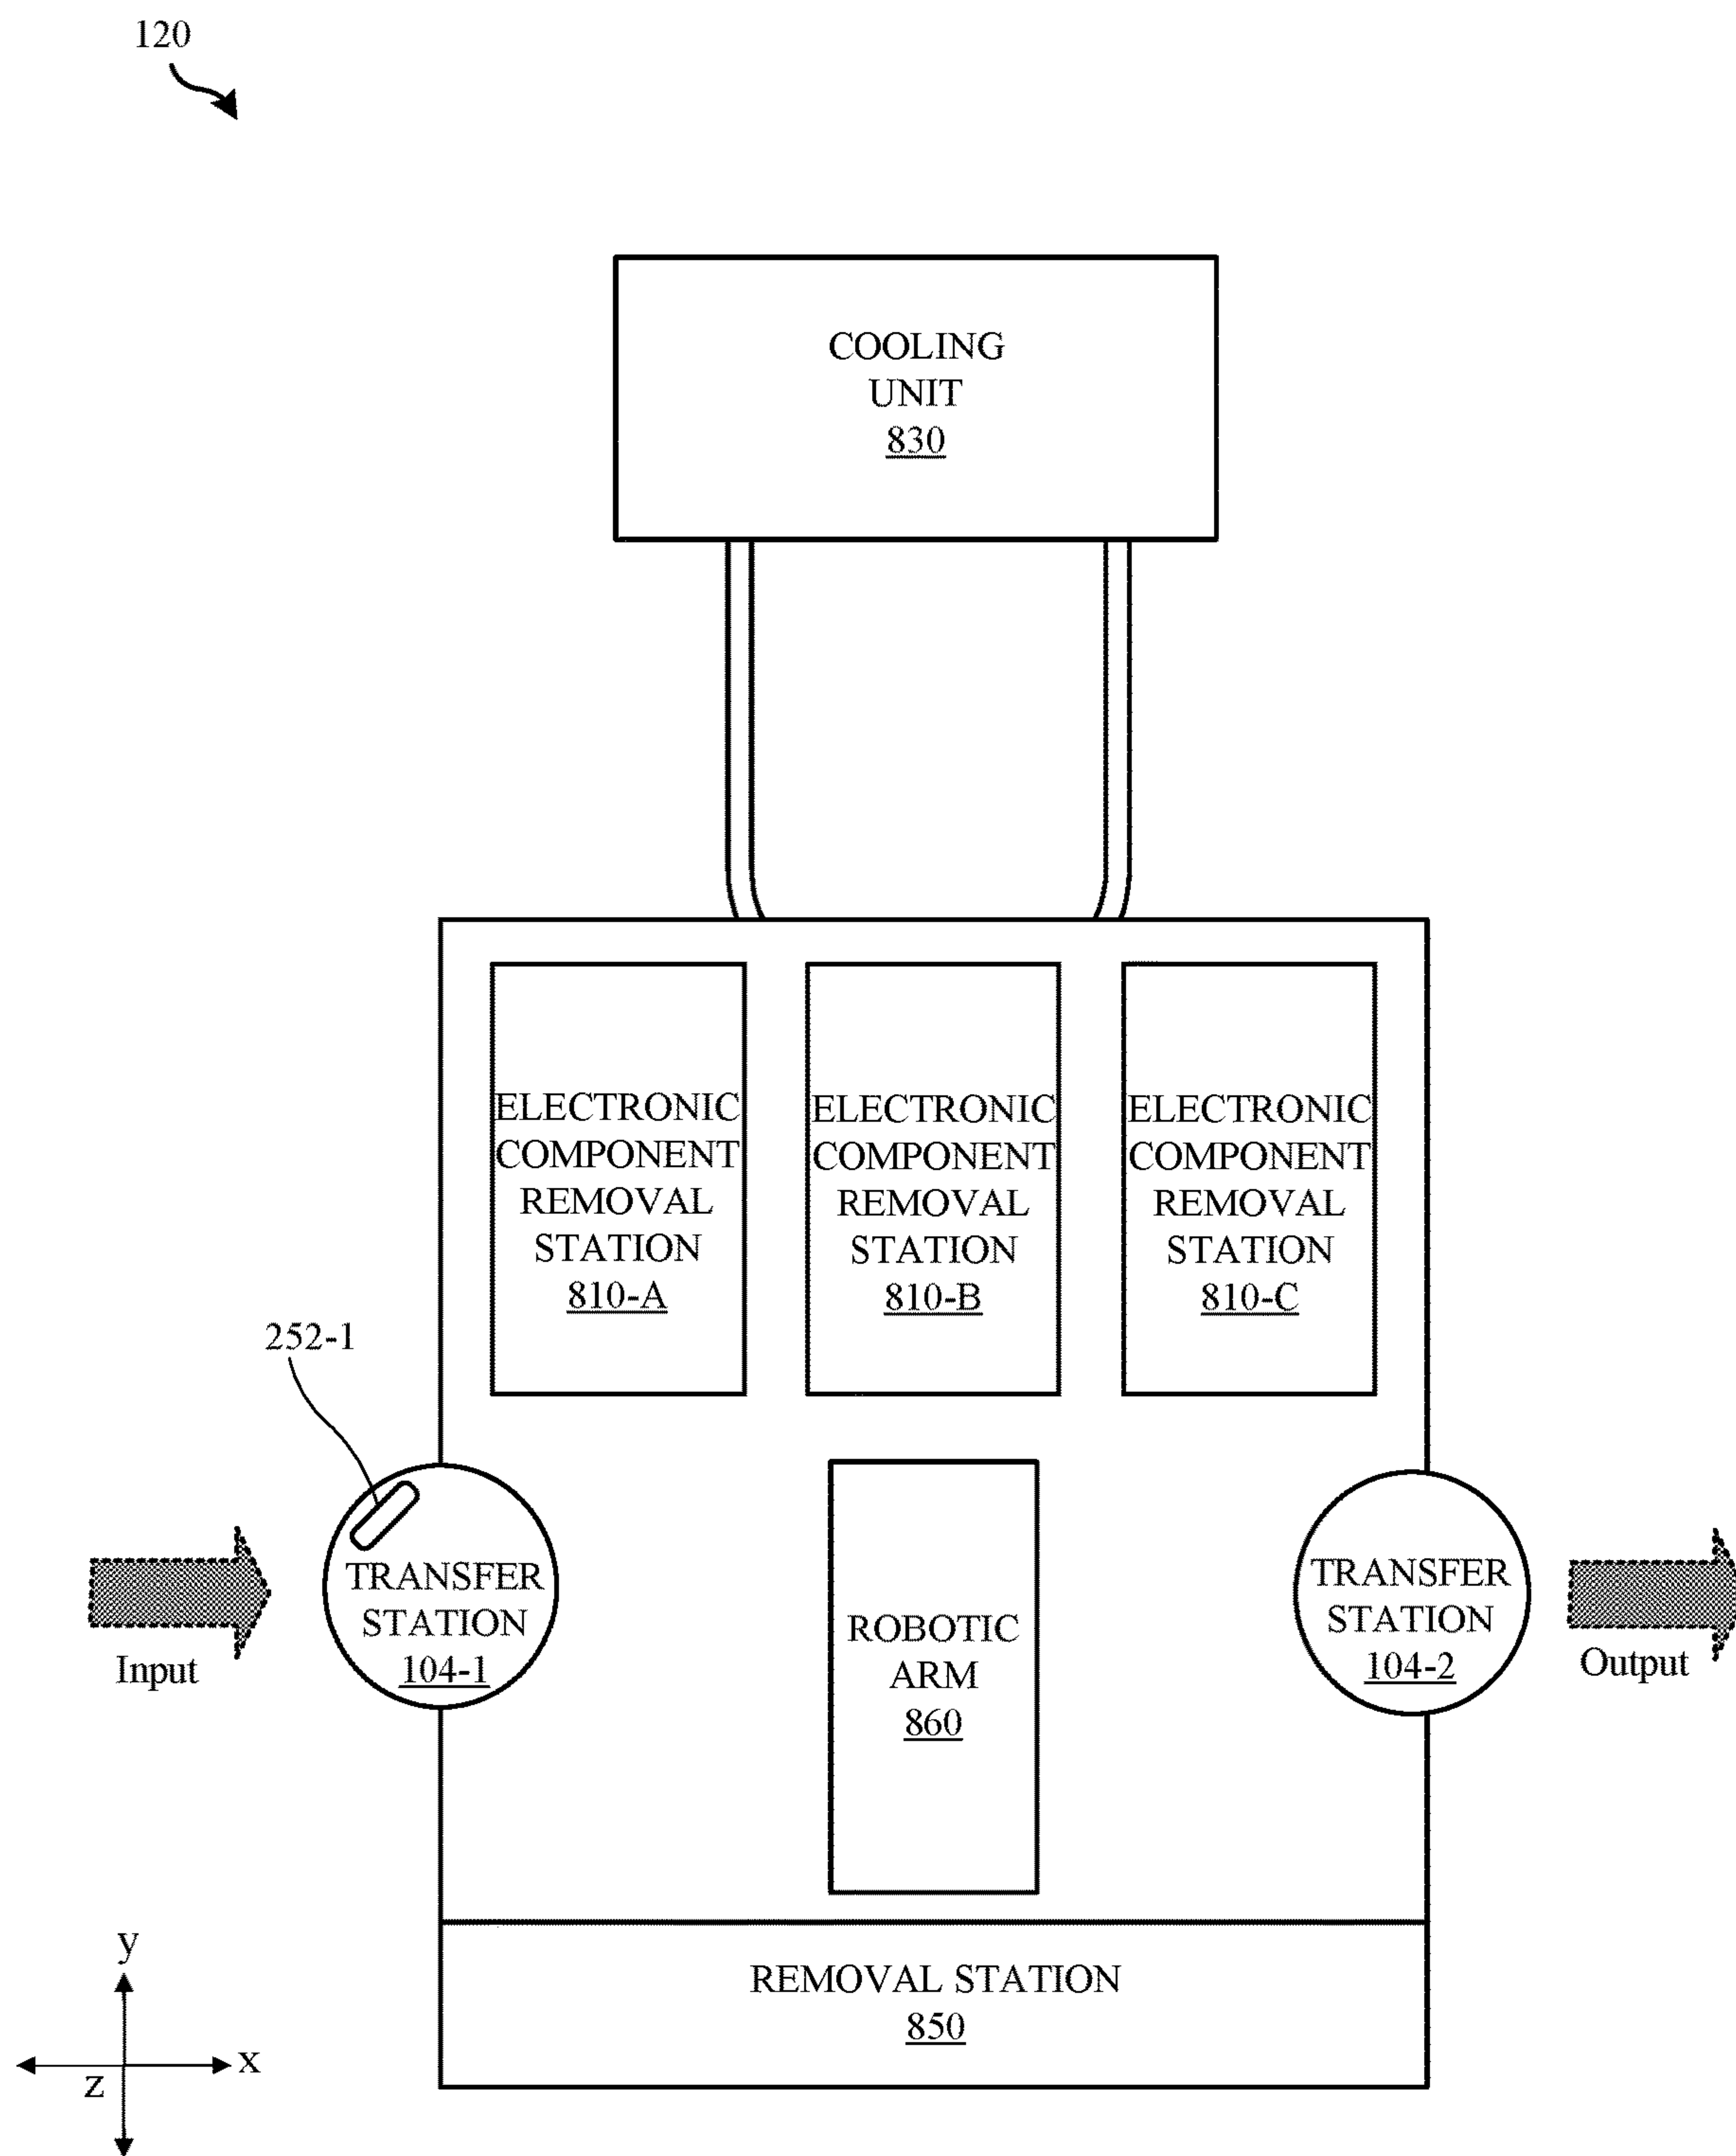 120
COOLING
UNIT
830
ELECTRONIC
COMPONENT
REMOVAL
STATION
810-A
ELECTRONIC
COMPONENT
REMOVAL
STATION
810-B
ELECTRONIC
COMPONENT
REMOVAL
STATION
810-C
252-1
TRANSFER
STATION
104-1
Input
ROBOTIC
ARM
860
TRANSFER
STATION
104-2
Output
REMOVAL STATION
850
y
x
z